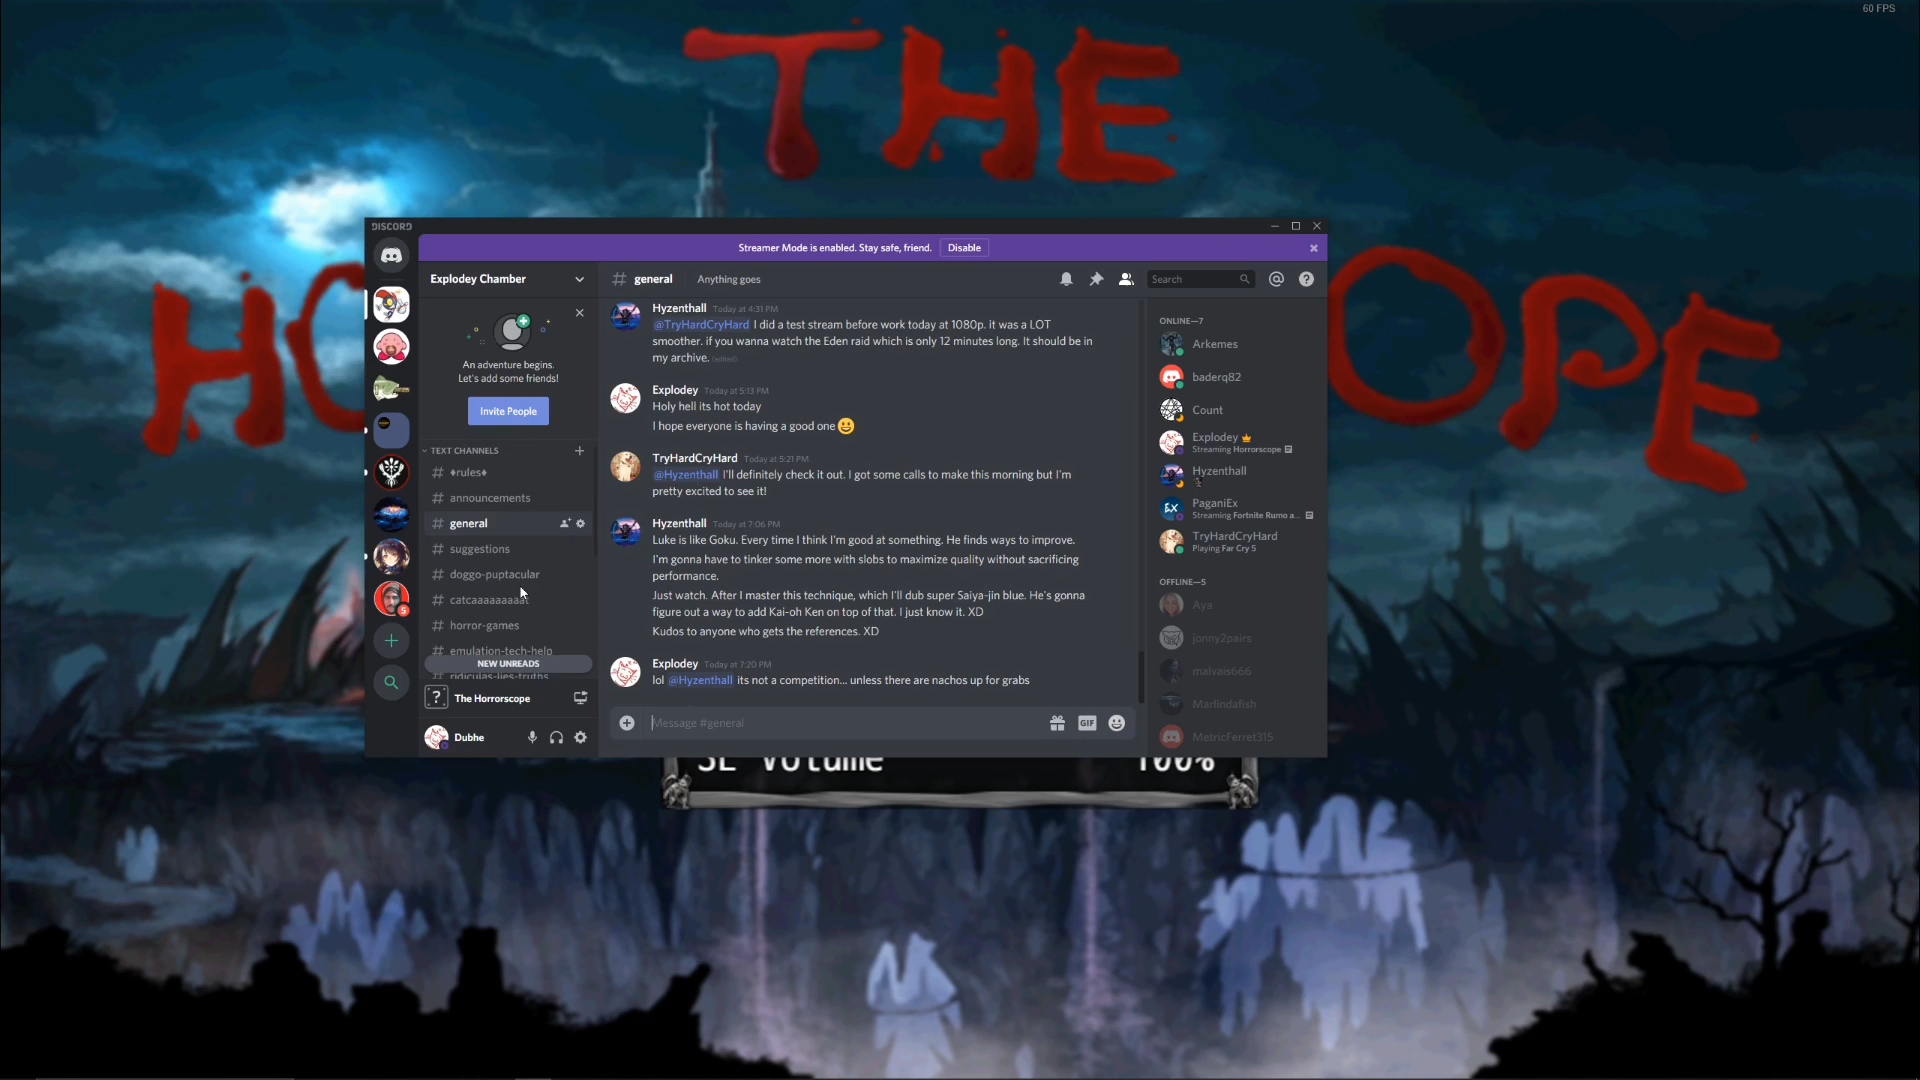 60 FPS
THE
HO
OPE
DISCORD
Streamer Mode is enabled. Stay safe, friend.
Disable
Explodey Chamber
An adventure begins.
Let's add some friends!
Invite People
TEXT CHANNELS
# ♦rules♦
# announcements
# general
# suggestions
# doggo-puptacular
# horror-games
# emulation-tech-help
NEW UNREADS
ridiculas-lies-truths
The Horrorscope
Dubhe
# general
Anything goes
Search
Hyzenthall Today at 4:31 PM
@TryHardCryHard I did a test stream before work today at 1080p. it was a LOT
smoother. if you wanna watch the Eden raid which is only 12 minutes long. It should be in
my archive. (edited)
Explodey Today at 5:13 PM
Holy hell its hot today
I hope everyone is having a good one 😀
TryHardCryHard Today at 5:21 PM
@Hyzenthall I'll definitely check it out. I got some calls to make this morning but I'm
pretty excited to see it!
Hyzenthall Today at 7:06 PM
Luke is like Goku. Every time I think I'm good at something. He finds ways to improve.
I'm gonna have to tinker some more with slobs to maximize quality without sacrificing
performance.
Just watch. After I master this technique, which I'll dub super Saiya-jin blue. He's gonna
figure out a way to add Kai-oh Ken on top of that. I just know it. XD
Kudos to anyone who gets the references. XD
Explodey Today at 7:20 PM
lol @Hyzenthall its not a competition... unless there are nachos up for grabs
Message #general
GIF
ONLINE—7
Arkemes
baderq82
Count
Explodey
Streaming Horrorscope
Hyzenthall
EX
PaganiEx
Streaming Fortnite Rumo a...
TryHardCryHard
Playing Far Cry 5
OFFLINE—5
Aya
jonny2pairs
malvais666
Marlindafish
MetricFerret315
5
SE Volume 100%